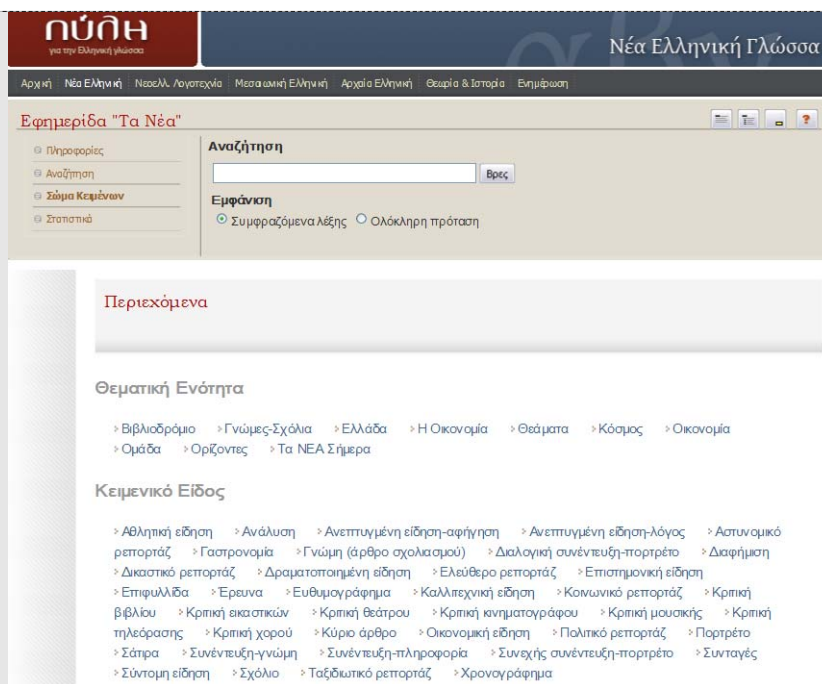 πύλη
για την Ελληνική γλώσσα
Νέα Ελληνική Γλώσσα
Αρχική Νέα Ελληνική Νεοελλ. Λογοτεχνία Μεσαιωνική Ελληνική Αρχαία Ελληνική Θεωρία & Ιστορία Ενημέρωση
Εφημερίδα "Τα Νέα"
Πληροφορίες
Αναζήτηση
Σώμα Κειμένων
Στατιστικά
Αναζήτηση
Βρες
Εμφάνιση
Συμφραζόμενα λέξης Ολόκληρη πρόταση
Περιεχόμενα
Θεματική Ενότητα
> Βιβλιοδρόμιο > Γνώμες-Σχόλια > Ελλάδα > Η Οικονομία > Θεάματα > Κόσμος > Οικονομία
> Ομάδα > Ορίζοντες > Τα ΝΕΑ Σήμερα
Κειμενικό Είδος
> Αθλητική είδηση > Ανάλυση > Ανεπτυγμένη είδηση-αφήγηση > Ανεπτυγμένη είδηση-λόγος > Αστυνομικό
ρεπορτάζ > Γαστρονομία > Γνώμη (άρθρο σχολιασμού) > Διαλογική συνέντευξη-πορτρέτο > Διαφήμιση
> Δικαστικό ρεπορτάζ > Δραματοποιημένη είδηση > Ελεύθερο ρεπορτάζ > Επιστημονική είδηση
> Επιφυλλίδα > Έρευνα > Ευθυμογράφημα > Καλλιτεχνική είδηση > Κοινωνικό ρεπορτάζ > Κριτική
βιβλίου > Κριτική εικαστικών > Κριτική θεάτρου > Κριτική κινηματογράφου > Κριτική μουσικής > Κριτική
τηλεόρασης > Κριτική χορού > Κύριο άρθρο > Οικονομική είδηση > Πολιτικό ρεπορτάζ > Πορτρέτο
> Σάτιρα > Συνέντευξη-γνώμη > Συνέντευξη-πληροφορία > Συνεχής συνέντευξη-πορτρέτο > Συνταγές
> Σύντομη είδηση > Σχόλιο > Ταξιδιωτικό ρεπορτάζ > Χρονογράφημα